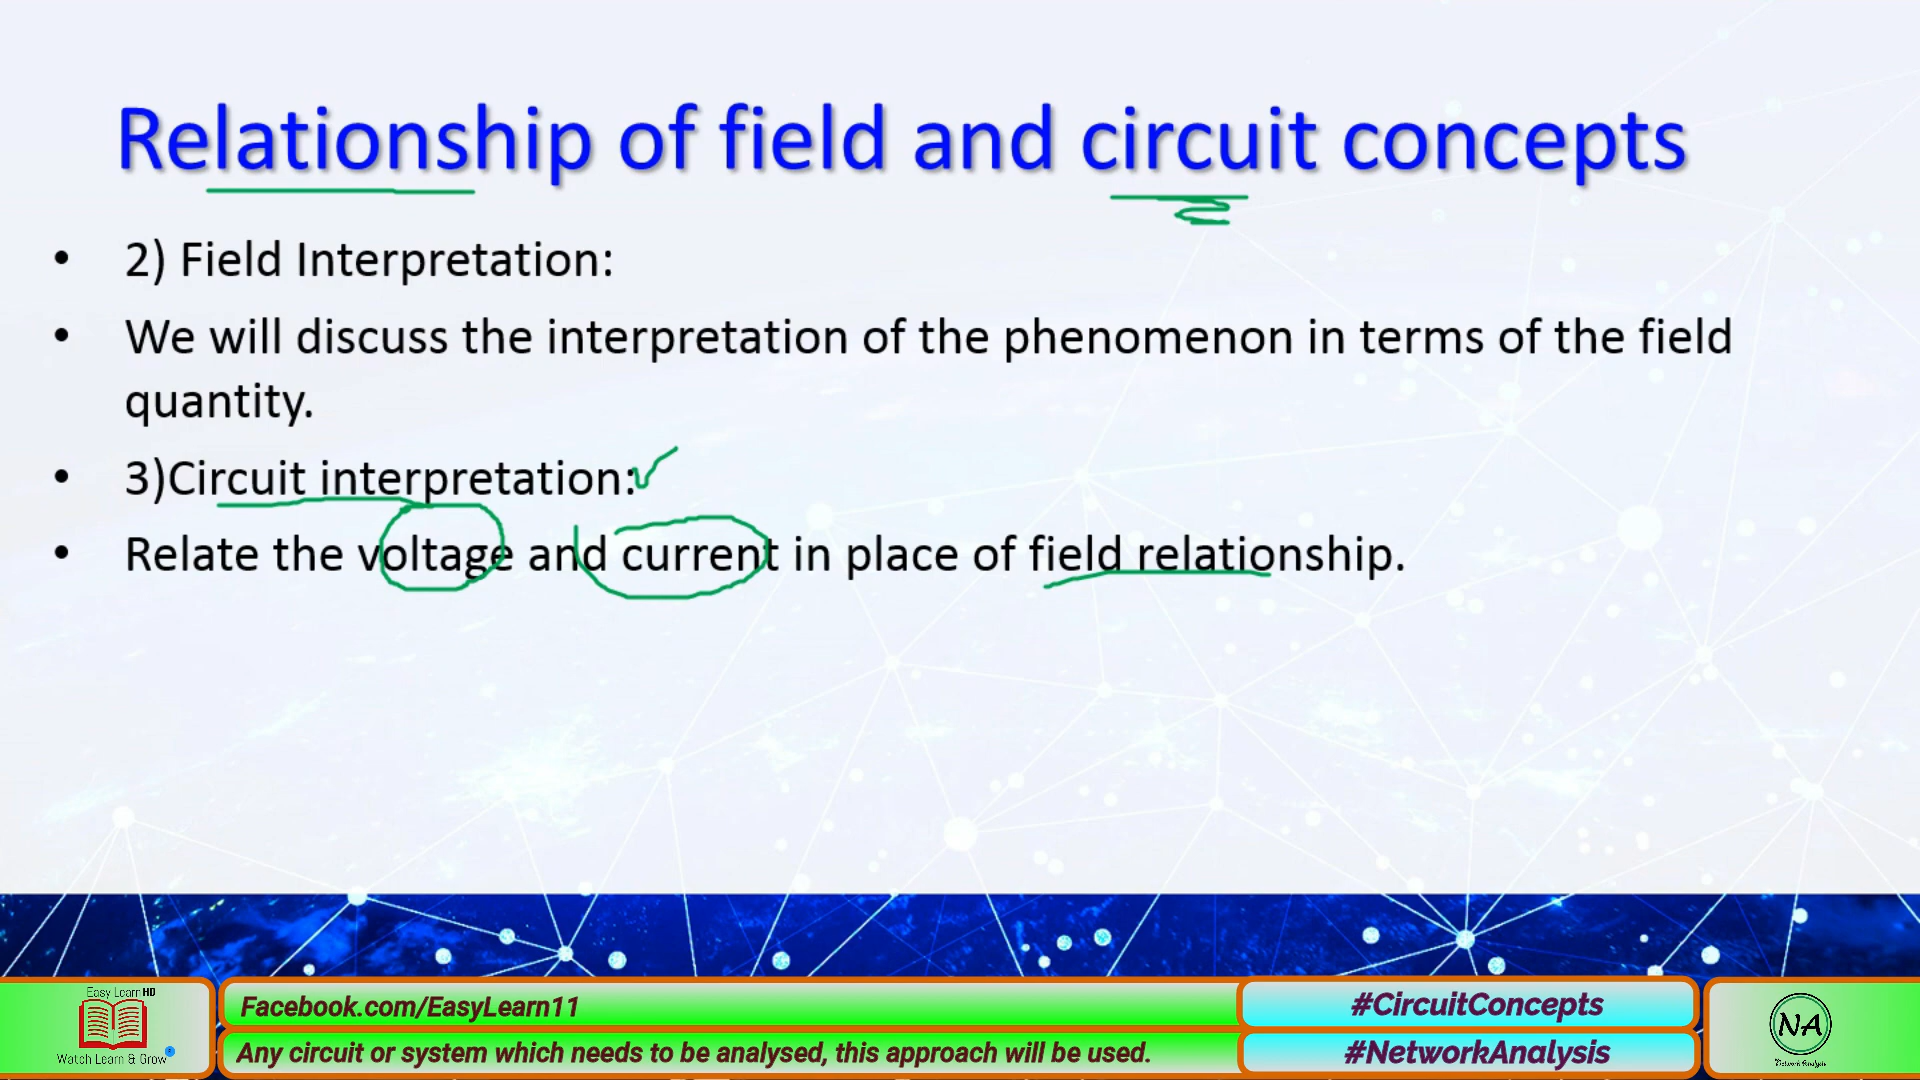 Relationship of field and circuit concepts
• 2) Field Interpretation:
• We will discuss the interpretation of the phenomenon in terms of the field
quantity.
• 3)Circuit interpretation:
• Relate the voltage and current in place of field relationship.
Easy Learn HD
Watch Learn & Grow
Facebook.com/EasyLearn11
Any circuit or system which needs to be analysed, this approach will be used.
#CircuitConcepts
#NetworkAnalysis
NA
Network Analysis